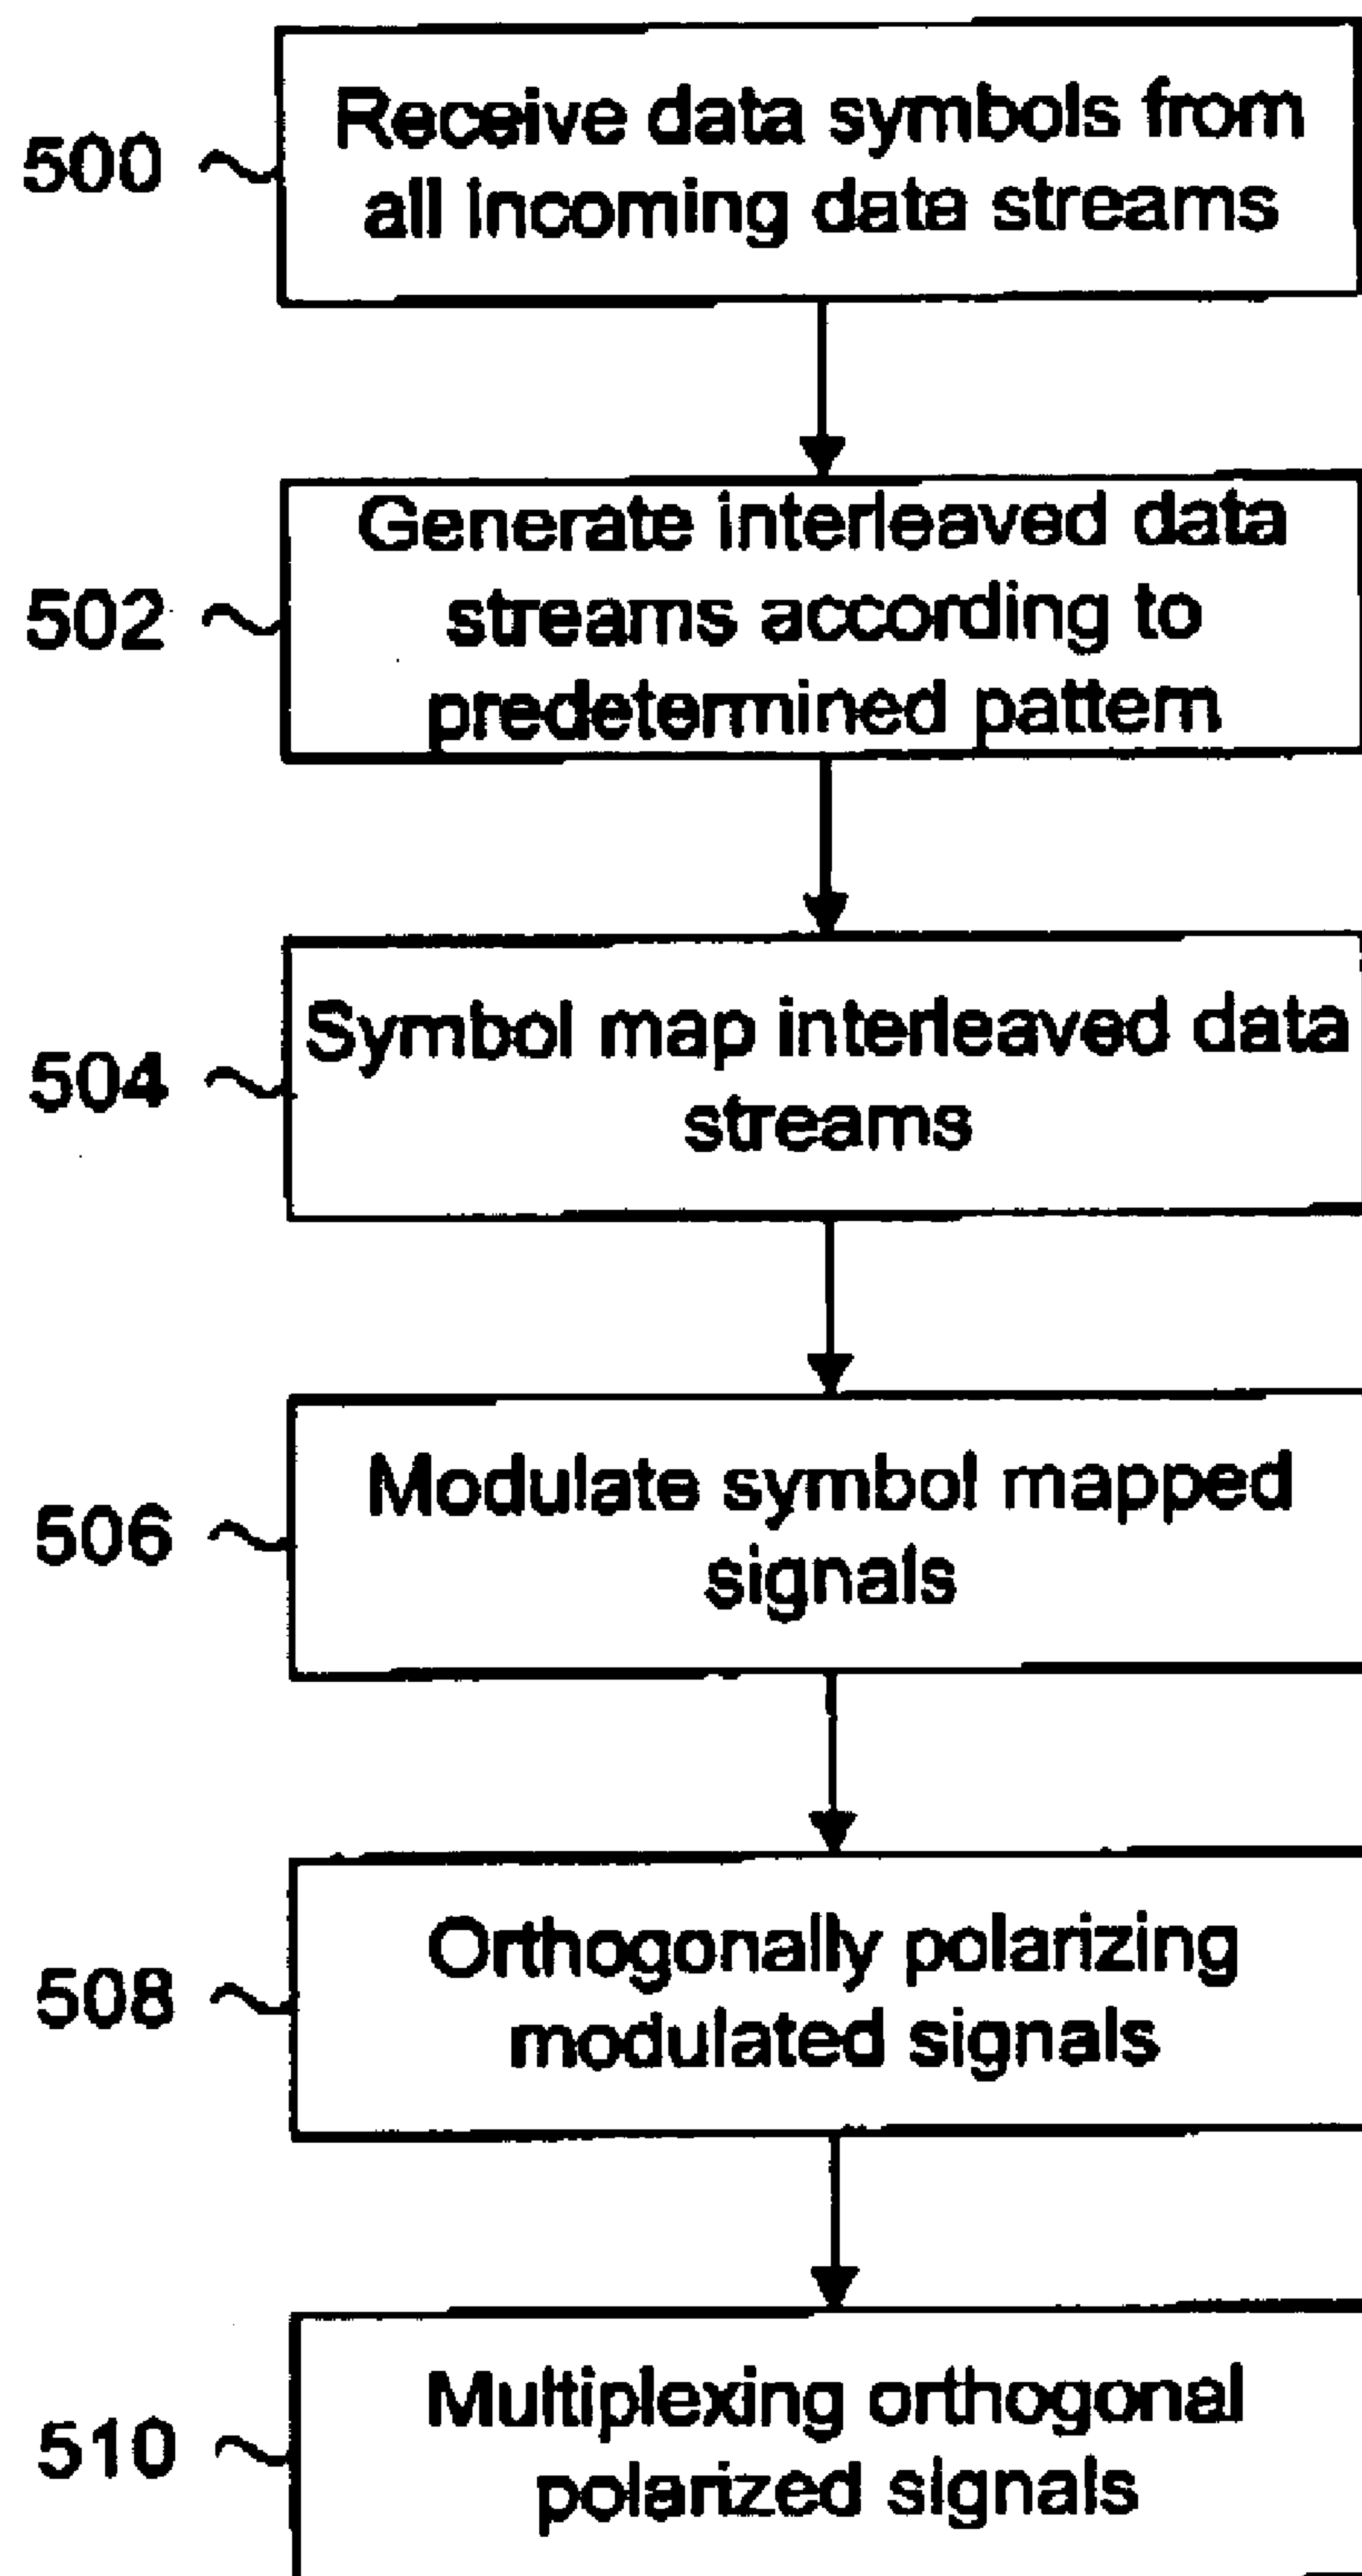 500
Receive data symbols from
all incoming data streams
502
Generate interleaved data
streams according to
predetermined pattern
504
Symbol map interleaved data
streams
506
Modulate symbol mapped
signals
508
Orthogonally polarizing
modulated signals
510
Multiplexing orthogonal
polarized signals